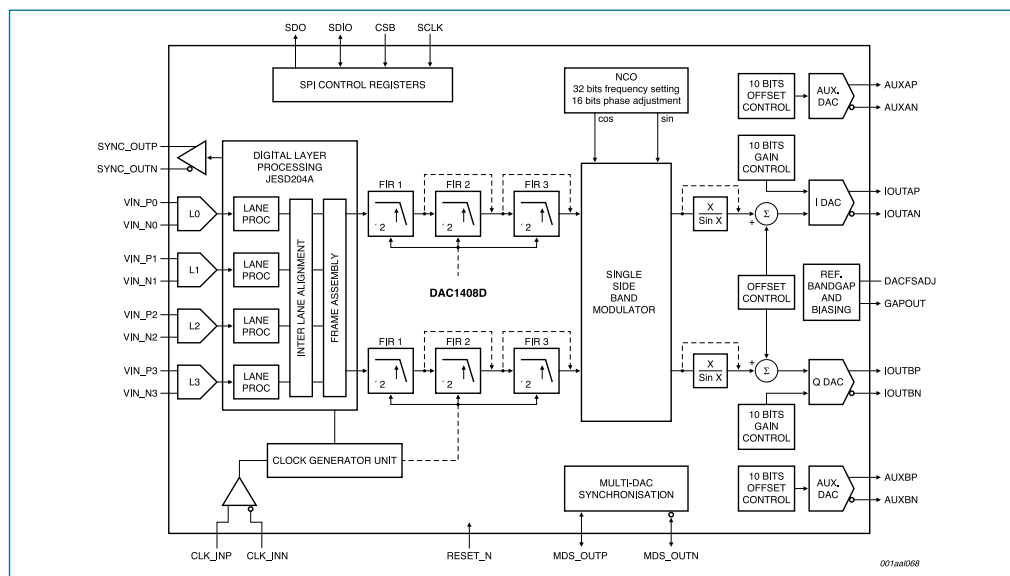 SDO SDIO CSB SCLK
SPI CONTROL REGISTERS
NCO
32 bits frequency setting
16 bits phase adjustment
cos sin
10 BITS
OFFSET
CONTROL
AUX.
DAC
AUXAP
AUXAN
SYNC_OUTP
SYNC_OUTN
DIGITAL LAYER
PROCESSING
JESD204A
10 BITS
GAIN
CONTROL
VIN_P0
VIN_N0
L0
LANE
PROC
VIN_P1
VIN_N1
L1
LANE
PROC
VIN_P2
VIN_N2
L2
LANE
PROC
VIN_P3
VIN_N3
L3
LANE
PROC
INTER LANE ALIGNMENT
FRAME ASSEMBLY
FIR 1 FIR 2 FIR 3
´2 ´2 ´2
DAC1408D
FIR 1 FIR 2 FIR 3
´2 ´2 ´2
SINGLE
SIDE
BAND
MODULATOR
X
Sin X
+
Σ
I DAC
IOUTAP
IOUTAN
OFFSET
CONTROL
REF.
BANDGAP
AND
BIASING
DACFSADJ
GAPOUT
X
Sin X
+
Σ
Q DAC
IOUTBP
IOUTBN
10 BITS
GAIN
CONTROL
CLOCK GENERATOR UNIT
MULTI-DAC
SYNCHRONISATION
10 BITS
OFFSET
CONTROL
AUX.
DAC
AUXBP
AUXBN
CLK_INP CLK_INN RESET_N MDS_OUTP MDS_OUTN
001aal068